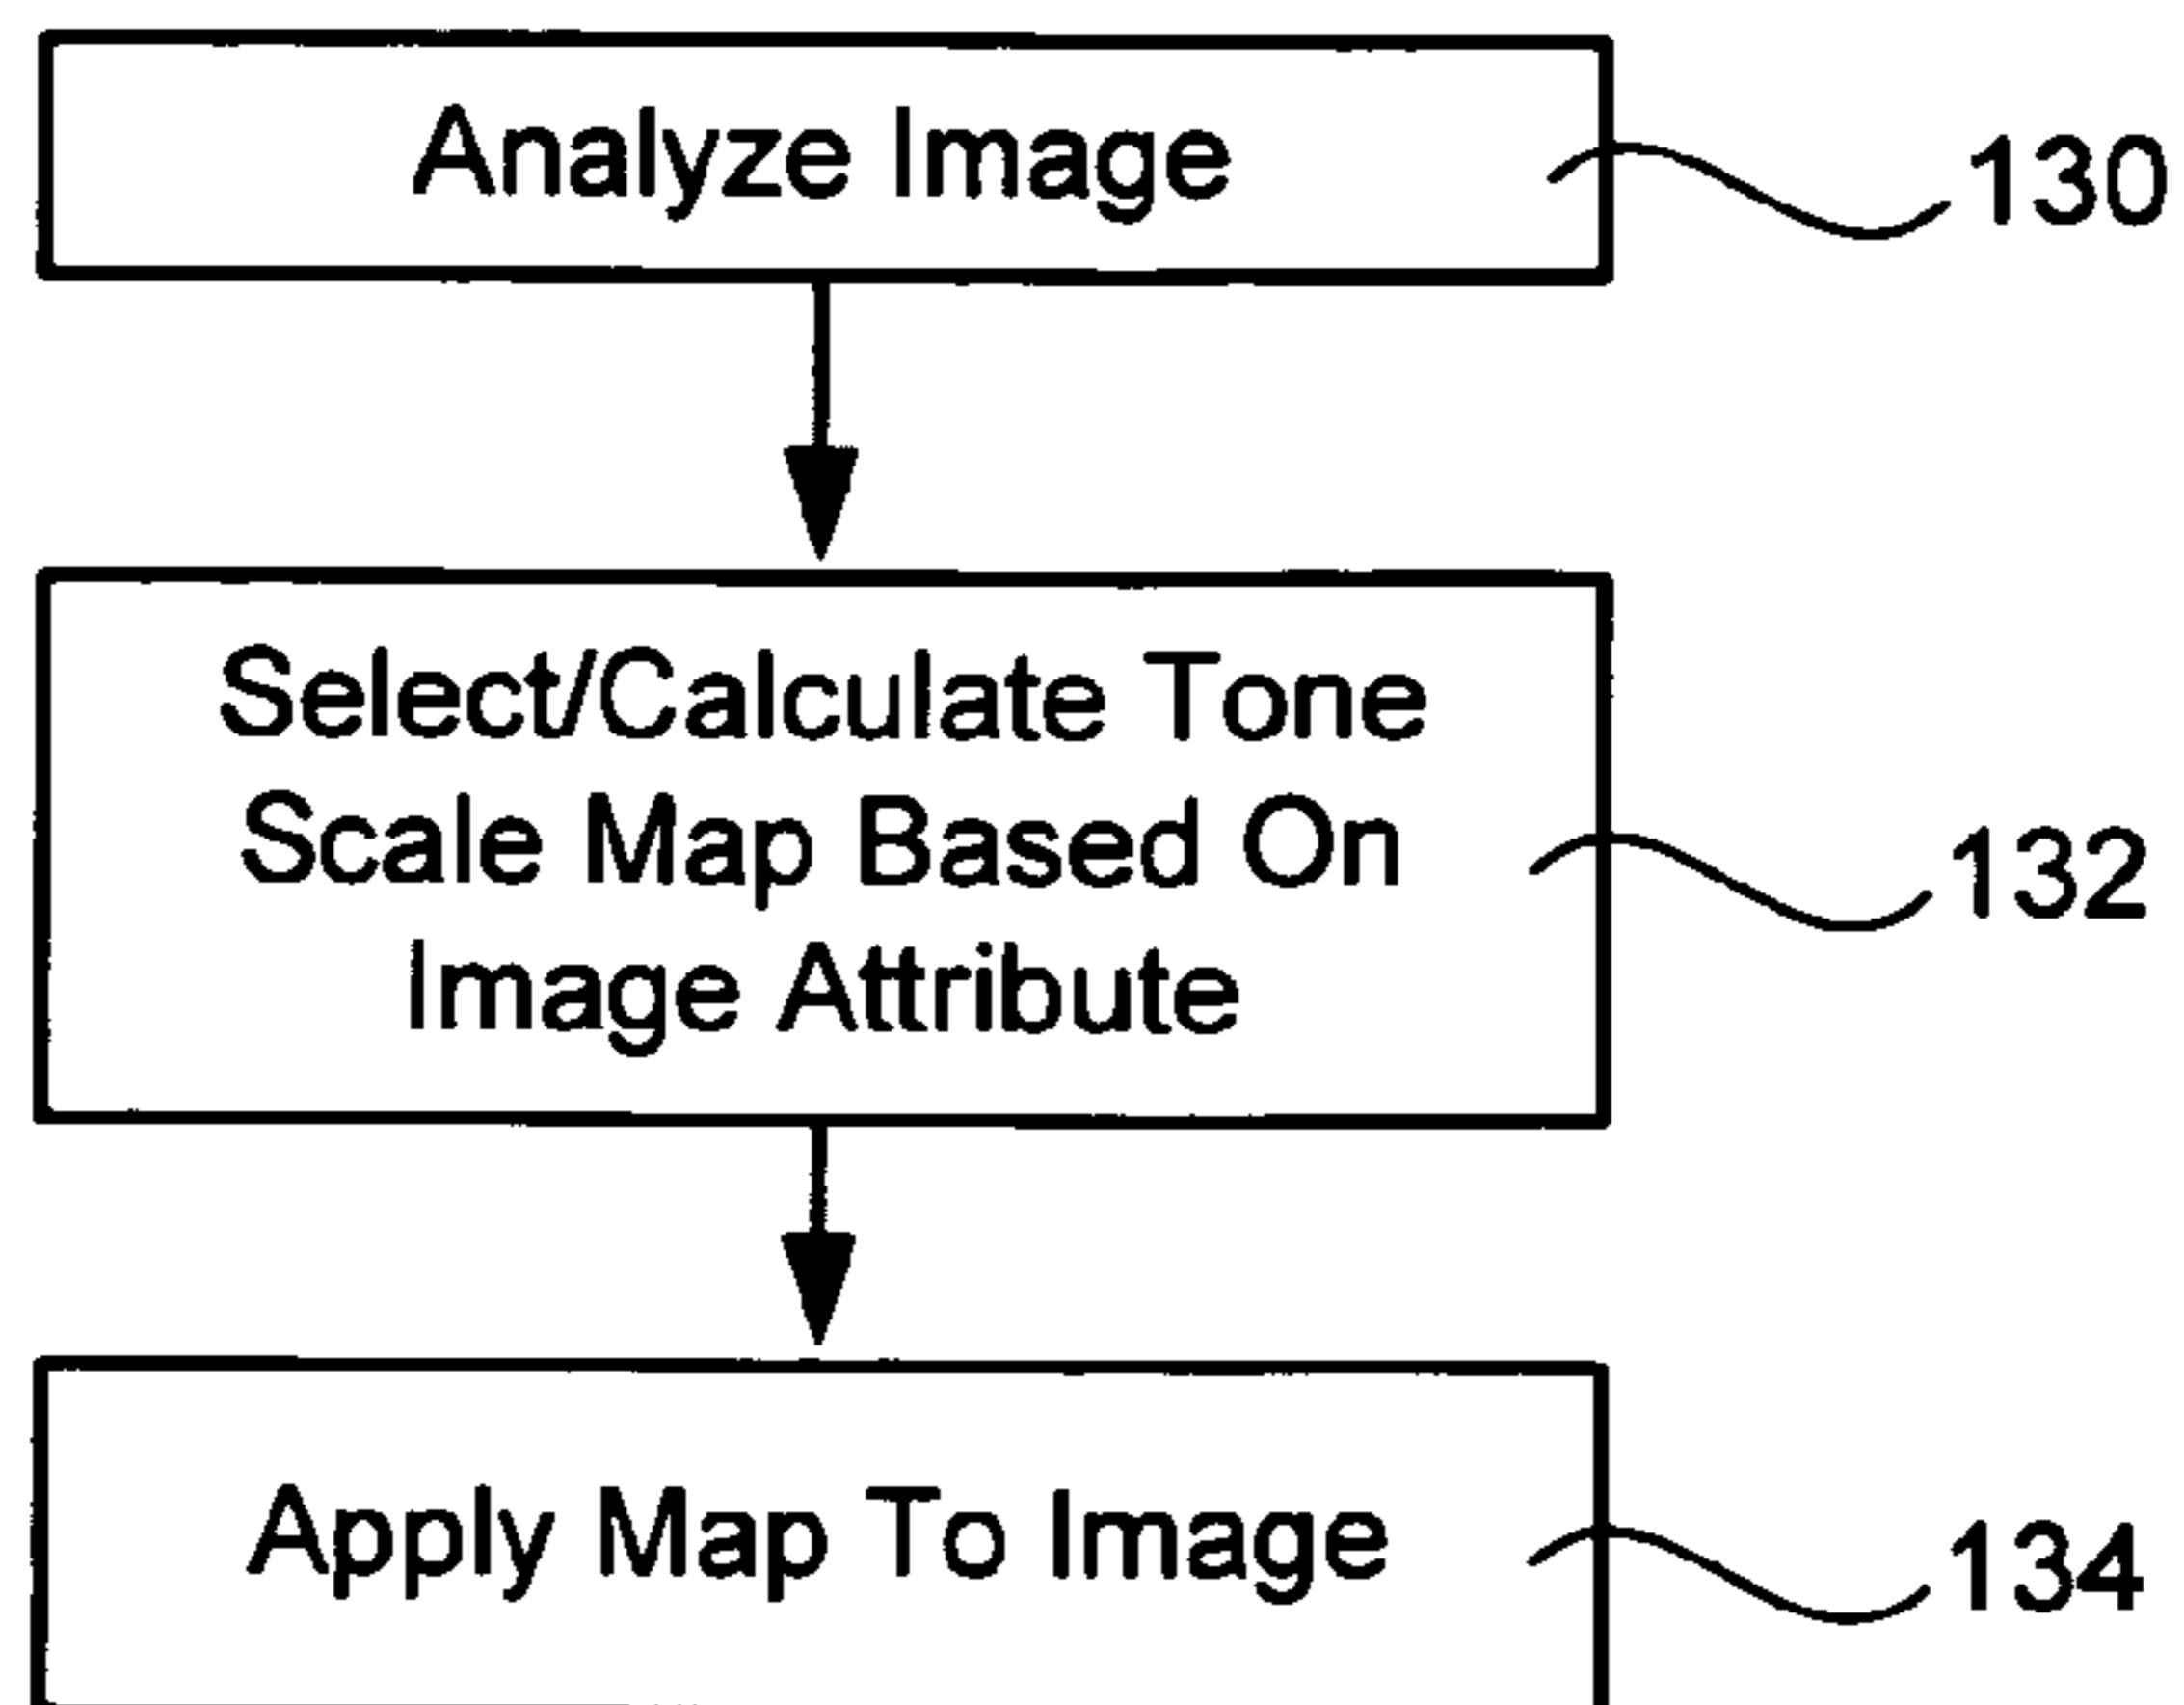 Analyze Image
130
Select/Calculate Tone
Scale Map Based On
Image Attribute
132
Apply Map To Image
134